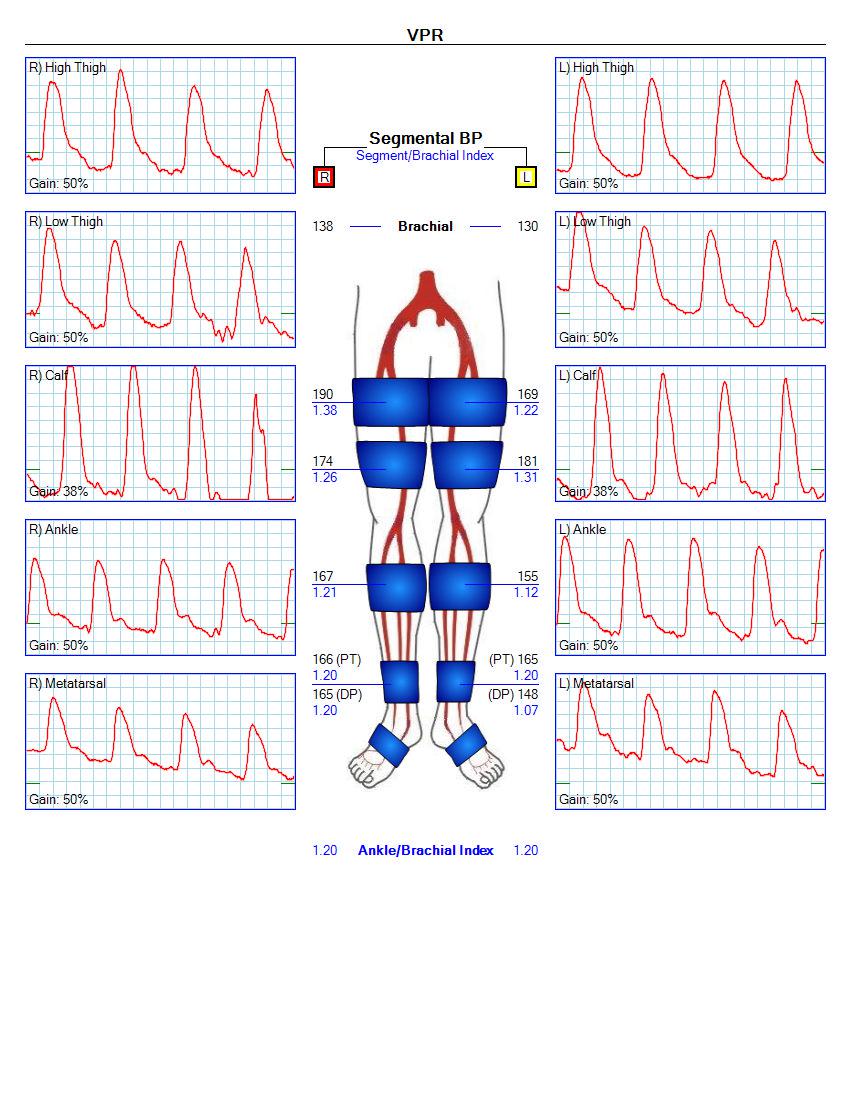 VPR
R) High Thigh
Gain: 50%
L) High Thigh
Gain: 50%
Segmental BP
Segment/Brachial Index
R
L
138 Brachial 130
R) Low Thigh
Gain: 50%
L) Low Thigh
Gain: 50%
R) Calf
Gain: 38%
L) Calf
Gain: 38%
190 169
1.38 1.22
174 181
1.26 1.31
R) Ankle
Gain: 50%
L) Ankle
Gain: 50%
167 155
1.21 1.12
R) Metatarsal
Gain: 50%
L) Metatarsal
Gain: 50%
166 (PT) (PT) 165
1.20 1.20
165 (DP) (DP) 148
1.20 1.07
1.20 Ankle/Brachial Index 1.20